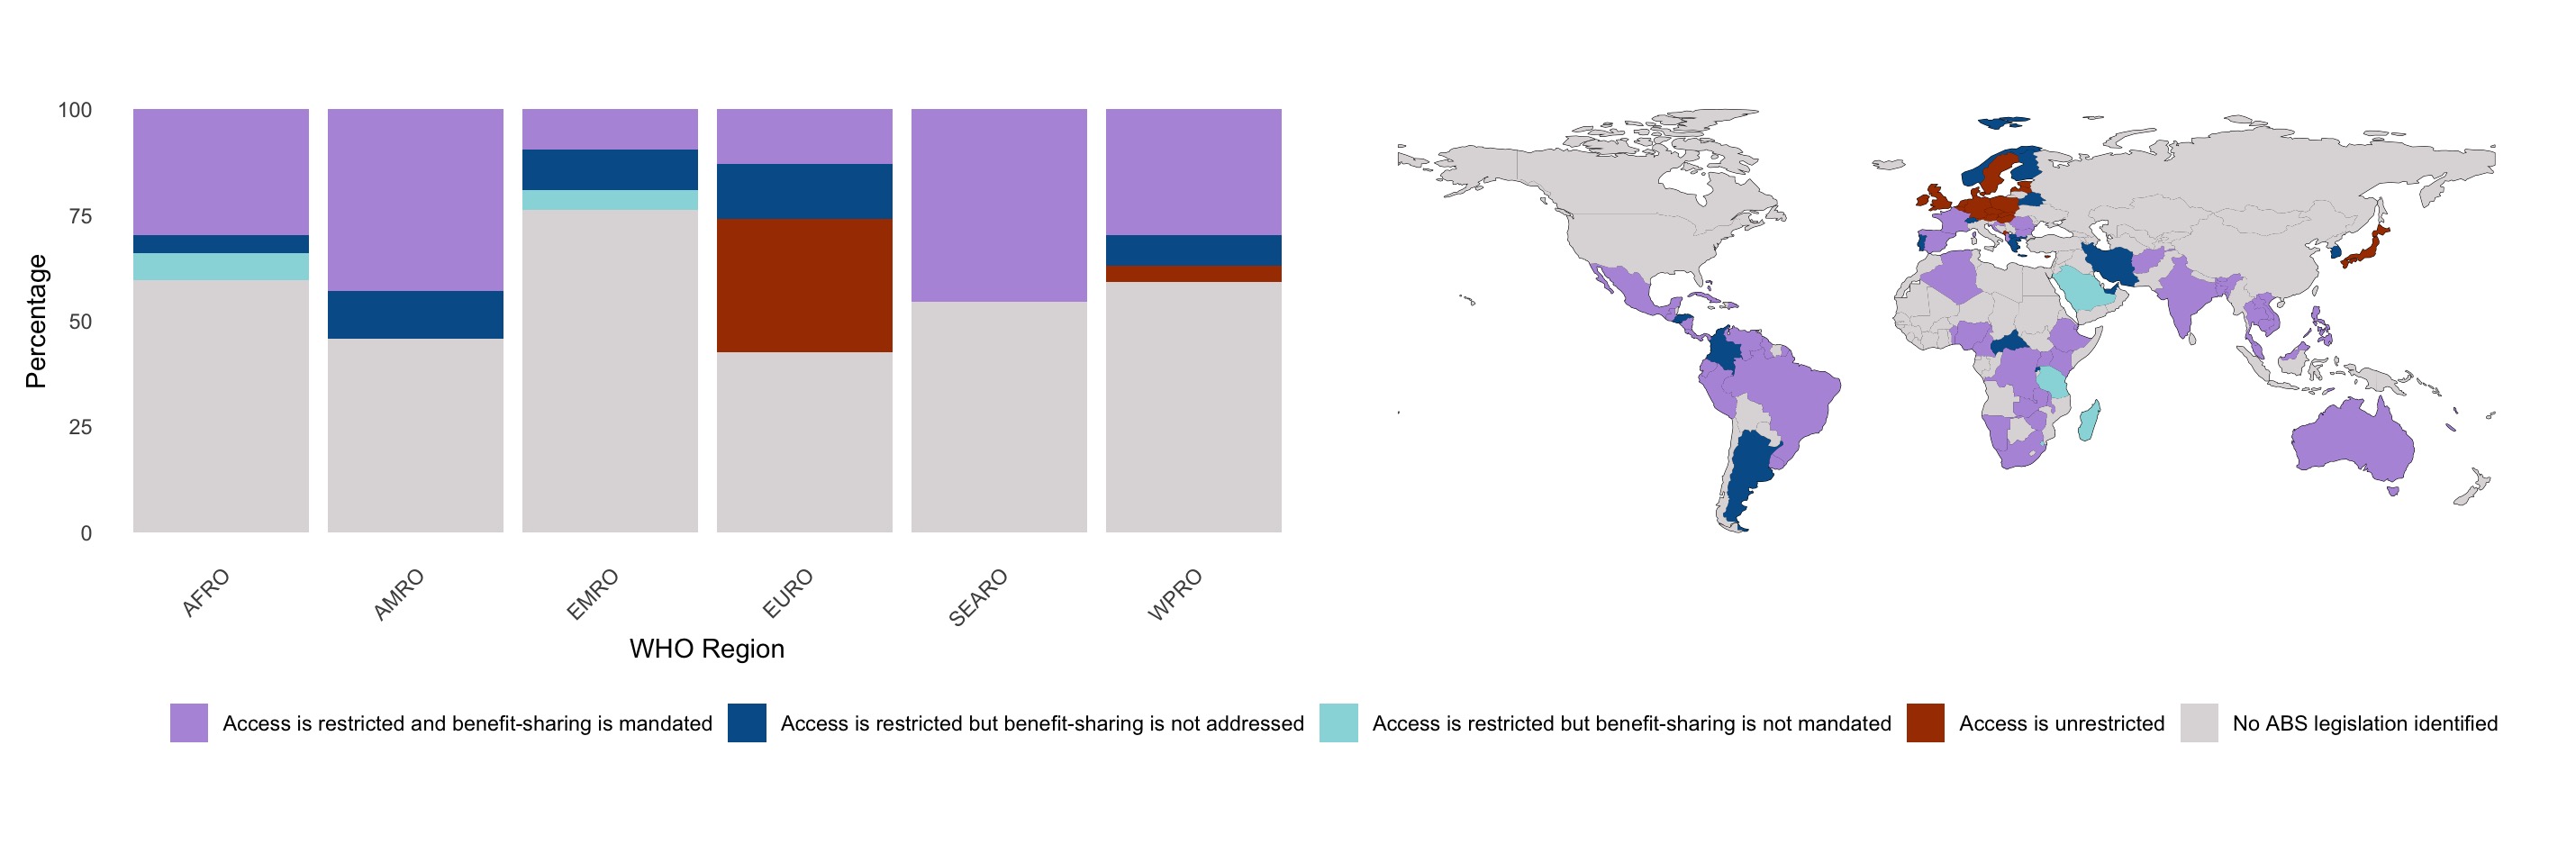 100
75
50
25
0
Percentage
AFRO
AMRO
EMRO
EURO
SEARO
WPRO
WHO Region
Access is restricted and benefit-sharing is mandated
Access is restricted but benefit-sharing is not addressed
Access is restricted but benefit-sharing is not mandated
Access is unrestricted
No ABS legislation identified